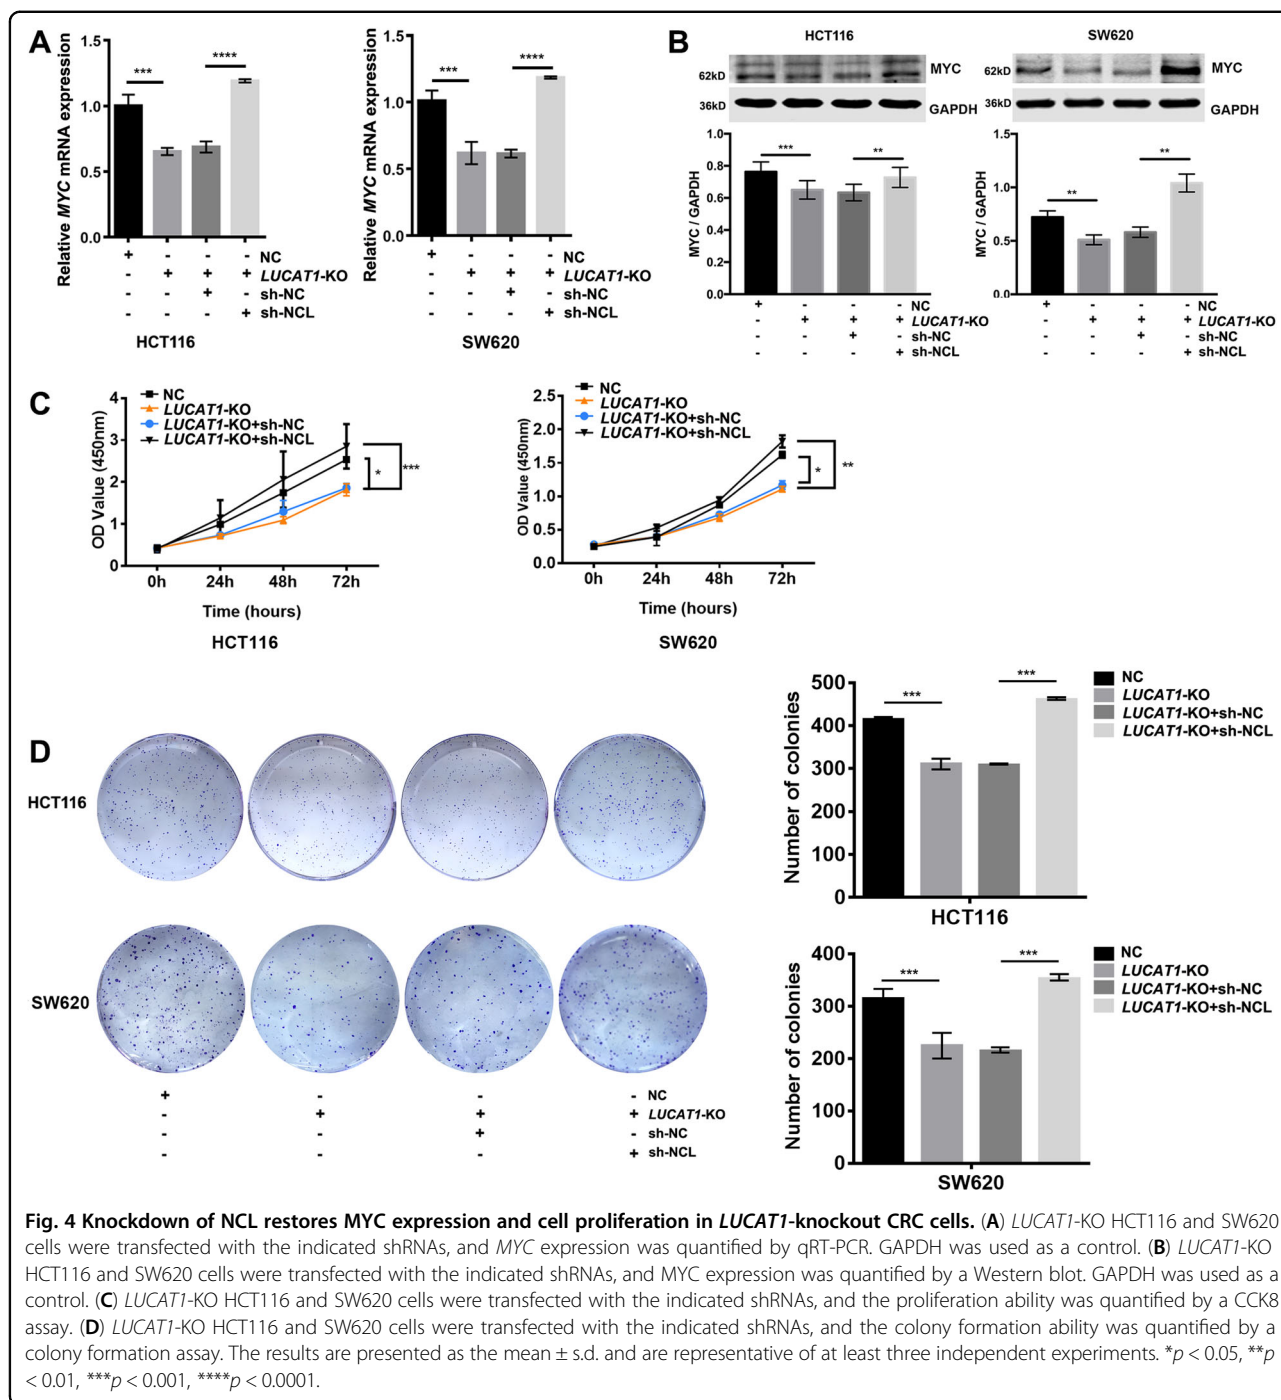 A
Relative MYC mRNA expression
1.5
1.0
0.5
0.0
***
****
+ - - - NC
- + + + LUCAT1-KO
- - + - sh-NC
- - - + sh-NCL
HCT116
Relative MYC mRNA expression
1.5
1.0
0.5
0.0
***
****
+ - - - NC
- + + + LUCAT1-KO
- - + - sh-NC
- - - + sh-NCL
SW620
B
HCT116
62kD
MYC
36kD
GAPDH
MYC / GAPDH
0.8
0.6
0.4
0.2
0.0
***
**
+ - - - NC
- + + + LUCAT1-KO
- - + - sh-NC
- - - + sh-NCL
SW620
62kD
MYC
36kD
GAPDH
MYC / GAPDH
1.5
1.0
0.5
0.0
**
**
+ - - - NC
- + + + LUCAT1-KO
- - + - sh-NC
- - - + sh-NCL
C
NC
LUCAT1-KO
LUCAT1-KO+sh-NC
LUCAT1-KO+sh-NCL
OD Value (450nm)
4
3
2
1
0
*
***
0h 24h 48h 72h
Time (hours)
HCT116
NC
LUCAT1-KO
LUCAT1-KO+sh-NC
LUCAT1-KO+sh-NCL
OD Value (450nm)
2.5
2.0
1.5
1.0
0.5
0.0
*
**
0h 24h 48h 72h
Time (hours)
SW620
D
HCT116
SW620
+ - - - NC
- + + + LUCAT1-KO
- - + - sh-NC
- - - + sh-NCL
Number of colonies
500
400
300
200
100
0
***
***
NC
LUCAT1-KO
LUCAT1-KO+sh-NC
LUCAT1-KO+sh-NCL
HCT116
Number of colonies
400
300
200
100
0
***
***
NC
LUCAT1-KO
LUCAT1-KO+sh-NC
LUCAT1-KO+sh-NCL
SW620
Fig. 4 Knockdown of NCL restores MYC expression and cell proliferation in LUCAT1-knockout CRC cells. (A) LUCAT1-KO HCT116 and SW620
cells were transfected with the indicated shRNAs, and MYC expression was quantified by qRT-PCR. GAPDH was used as a control. (B) LUCAT1-KO
HCT116 and SW620 cells were transfected with the indicated shRNAs, and MYC expression was quantified by a Western blot. GAPDH was used as a
control. (C) LUCAT1-KO HCT116 and SW620 cells were transfected with the indicated shRNAs, and the proliferation ability was quantified by a CCK8
assay. (D) LUCAT1-KO HCT116 and SW620 cells were transfected with the indicated shRNAs, and the colony formation ability was quantified by a
colony formation assay. The results are presented as the mean ± s.d. and are representative of at least three independent experiments. *p < 0.05, **p
< 0.01, ***p < 0.001, ****p < 0.0001.